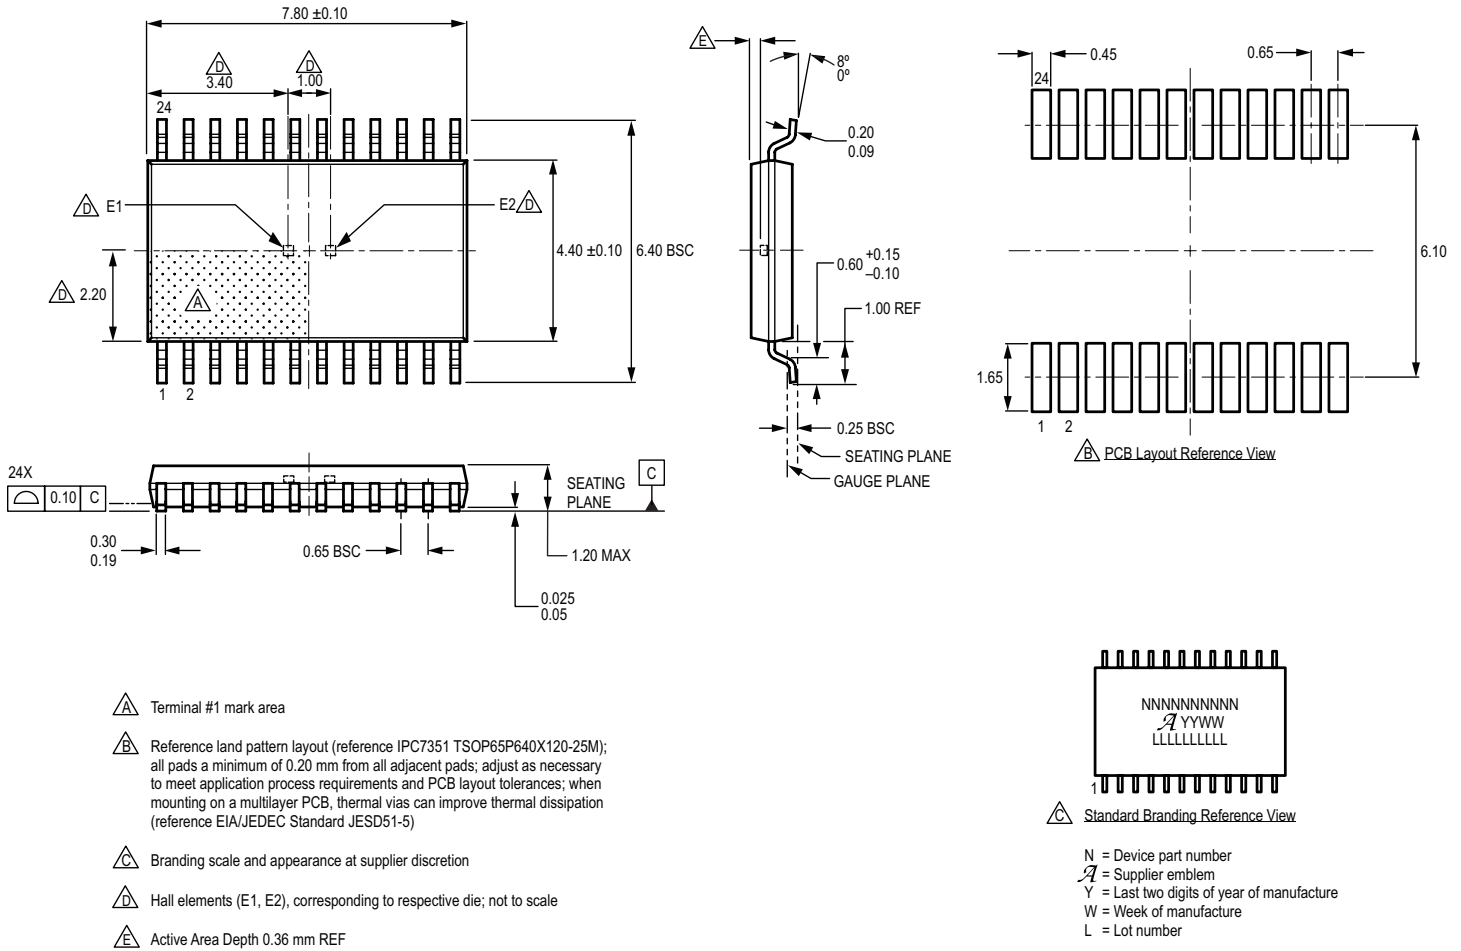 7.80 ±0.10
D
3.40
D
1.00
24
D E1
E2 D
4.40 ±0.10
6.40 BSC
D 2.20
A
1 2
E
8º
0º
0.20
0.09
0.60 +0.15
–0.10
1.00 REF
0.25 BSC
SEATING PLANE
GAUGE PLANE
0.45
0.65
24
6.10
1.65
1 2
B PCB Layout Reference View
24X
0.10 C
SEATING
PLANE
C
0.30
0.19
0.65 BSC
1.20 MAX
0.025
0.05
A Terminal #1 mark area
B Reference land pattern layout (reference IPC7351 TSOP65P640X120-25M);
all pads a minimum of 0.20 mm from all adjacent pads; adjust as necessary
to meet application process requirements and PCB layout tolerances; when
mounting on a multilayer PCB, thermal vias can improve thermal dissipation
(reference EIA/JEDEC Standard JESD51-5)
C Branding scale and appearance at supplier discretion
D Hall elements (E1, E2), corresponding to respective die; not to scale
E Active Area Depth 0.36 mm REF
NNNNNNNNNN
A YYWW
LLLLLLLLLL
1
C Standard Branding Reference View
N = Device part number
A = Supplier emblem
Y = Last two digits of year of manufacture
W = Week of manufacture
L = Lot number